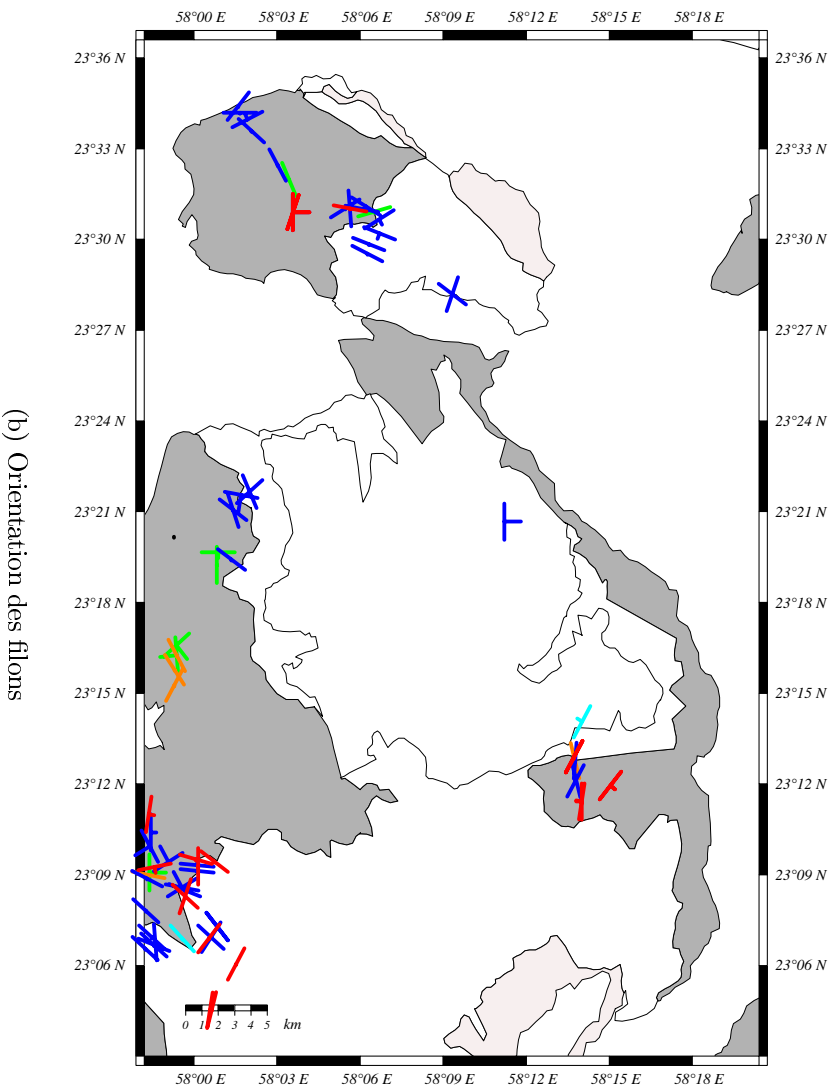 58°00 E 58°03 E 58°06 E 58°09 E 58°12 E 58°15 E 58°18 E
23°36 N 23°36 N
23°33 N 23°33 N
23°30 N 23°30 N
23°27 N 23°27 N
23°24 N 23°24 N
23°21 N 23°21 N
23°18 N 23°18 N
23°15 N 23°15 N
23°12 N 23°12 N
23°09 N 23°09 N
23°06 N 23°06 N
0 1 2 3 4 5 km
58°00 E 58°03 E 58°06 E 58°09 E 58°12 E 58°15 E 58°18 E
(b) Orientation des filons